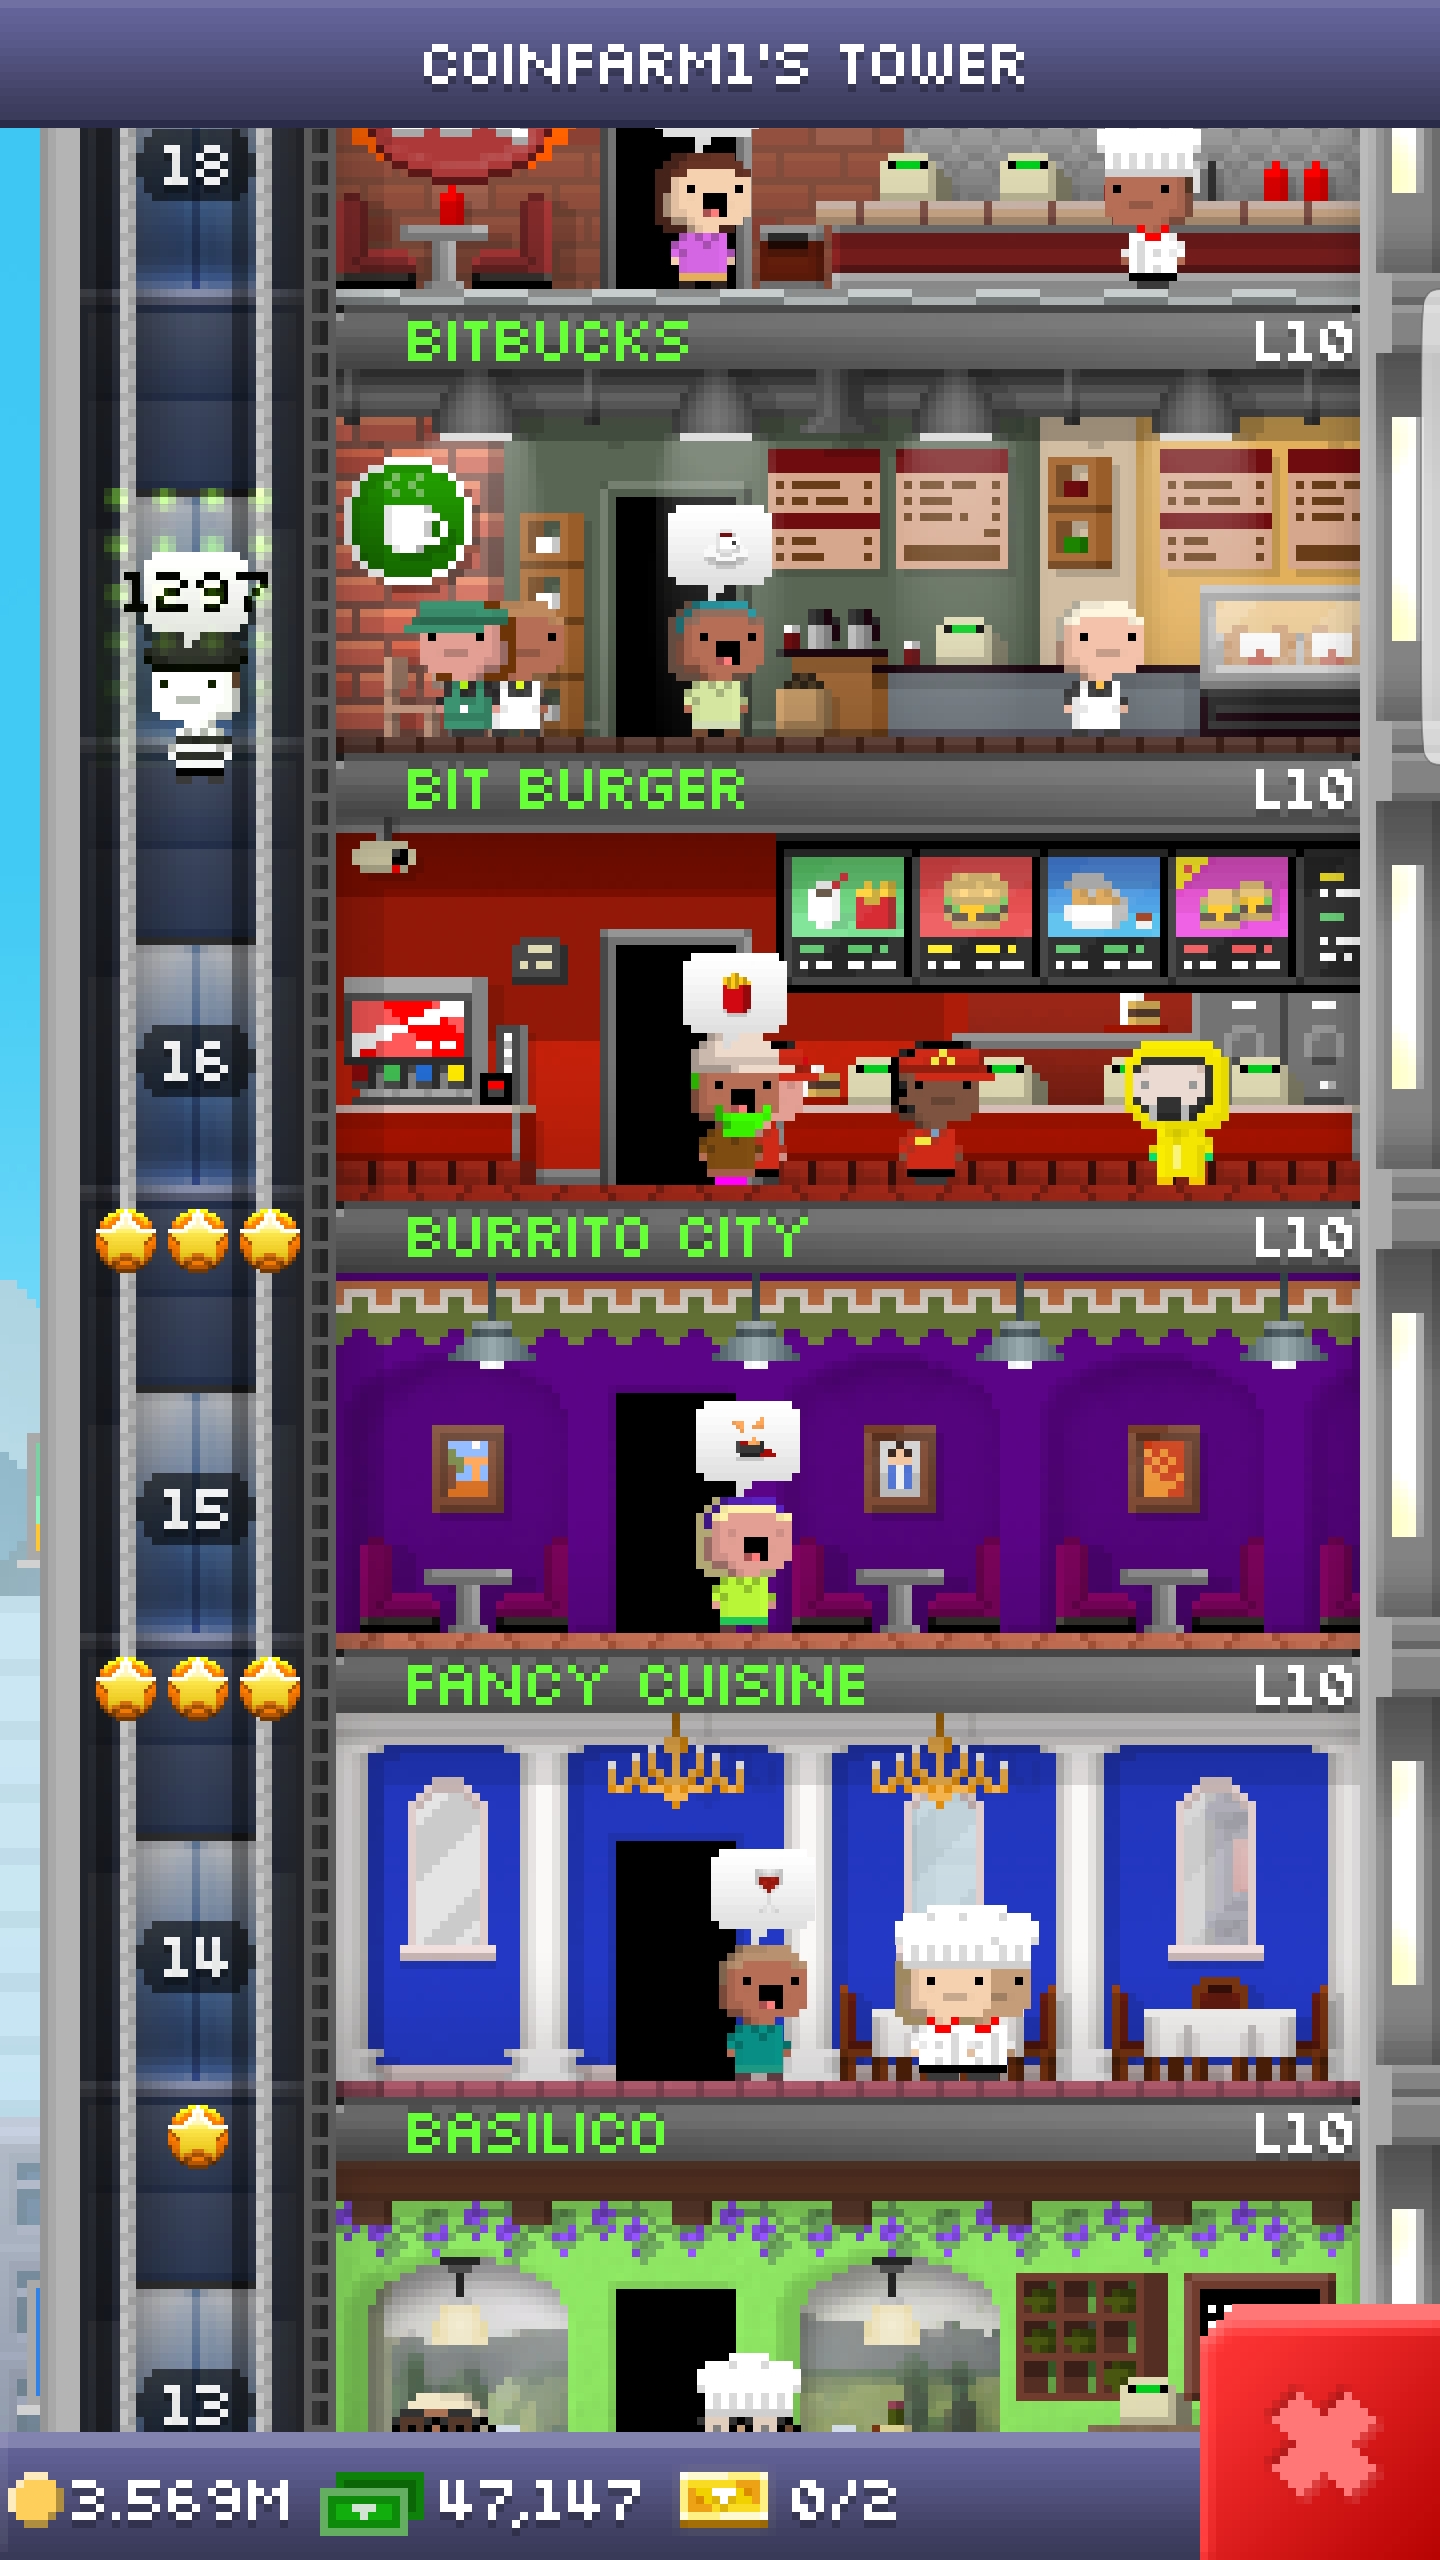 COINFARM1'S TOWER
18
BITBUCKS L10
1297
BIT BURGER L10
16
BURRITO CITY L10
15
FANCY CUISINE L10
14
BASILICO L10
13
3.569M 47,147 0/2